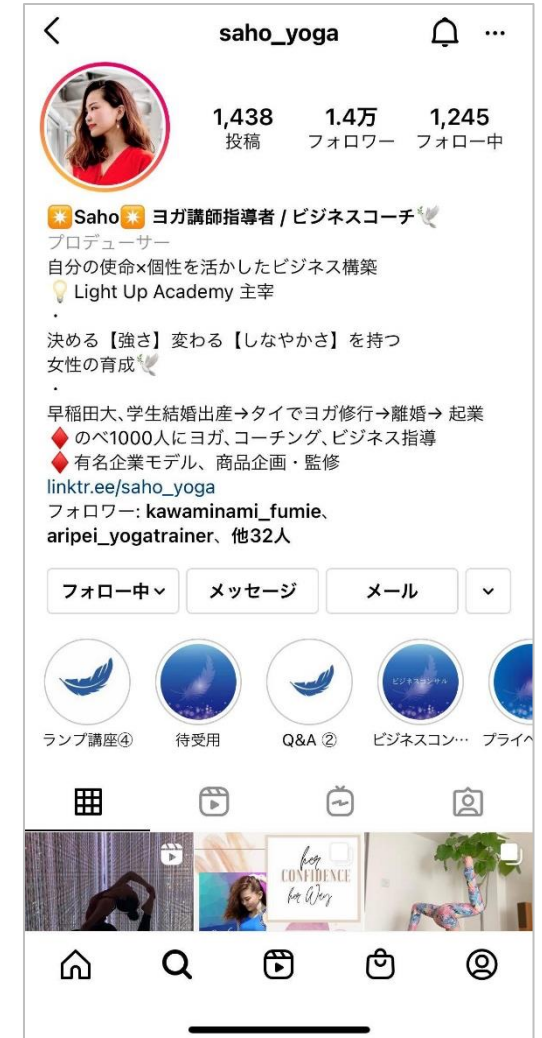 saho_yoga
1,438
投稿
1.4万
フォロワー
1,245
フォロー中
Saho ヨガ講師指導者 / ビジネスコーチ
プロデューサー
自分の使命×個性を活かしたビジネス構築
Light Up Academy 主宰
・
決める【強さ】変わる【しなやかさ】を持つ
女性の育成
・
早稲田大、学生結婚出産→タイでヨガ修行→離婚→ 起業
のべ1000人にヨガ、コーチング、ビジネス指導
有名企業モデル、商品企画・監修
linktr.ee/saho_yoga
フォロワー: kawaminami_fumie、
aripei_yogatrainer、他32人
フォロー中
メッセージ
メール
ビジネスコンサル
ランプ講座④
待受用
Q&A ②
ビジネスコン…
プライベ
her
CONFIDENCE
her Way